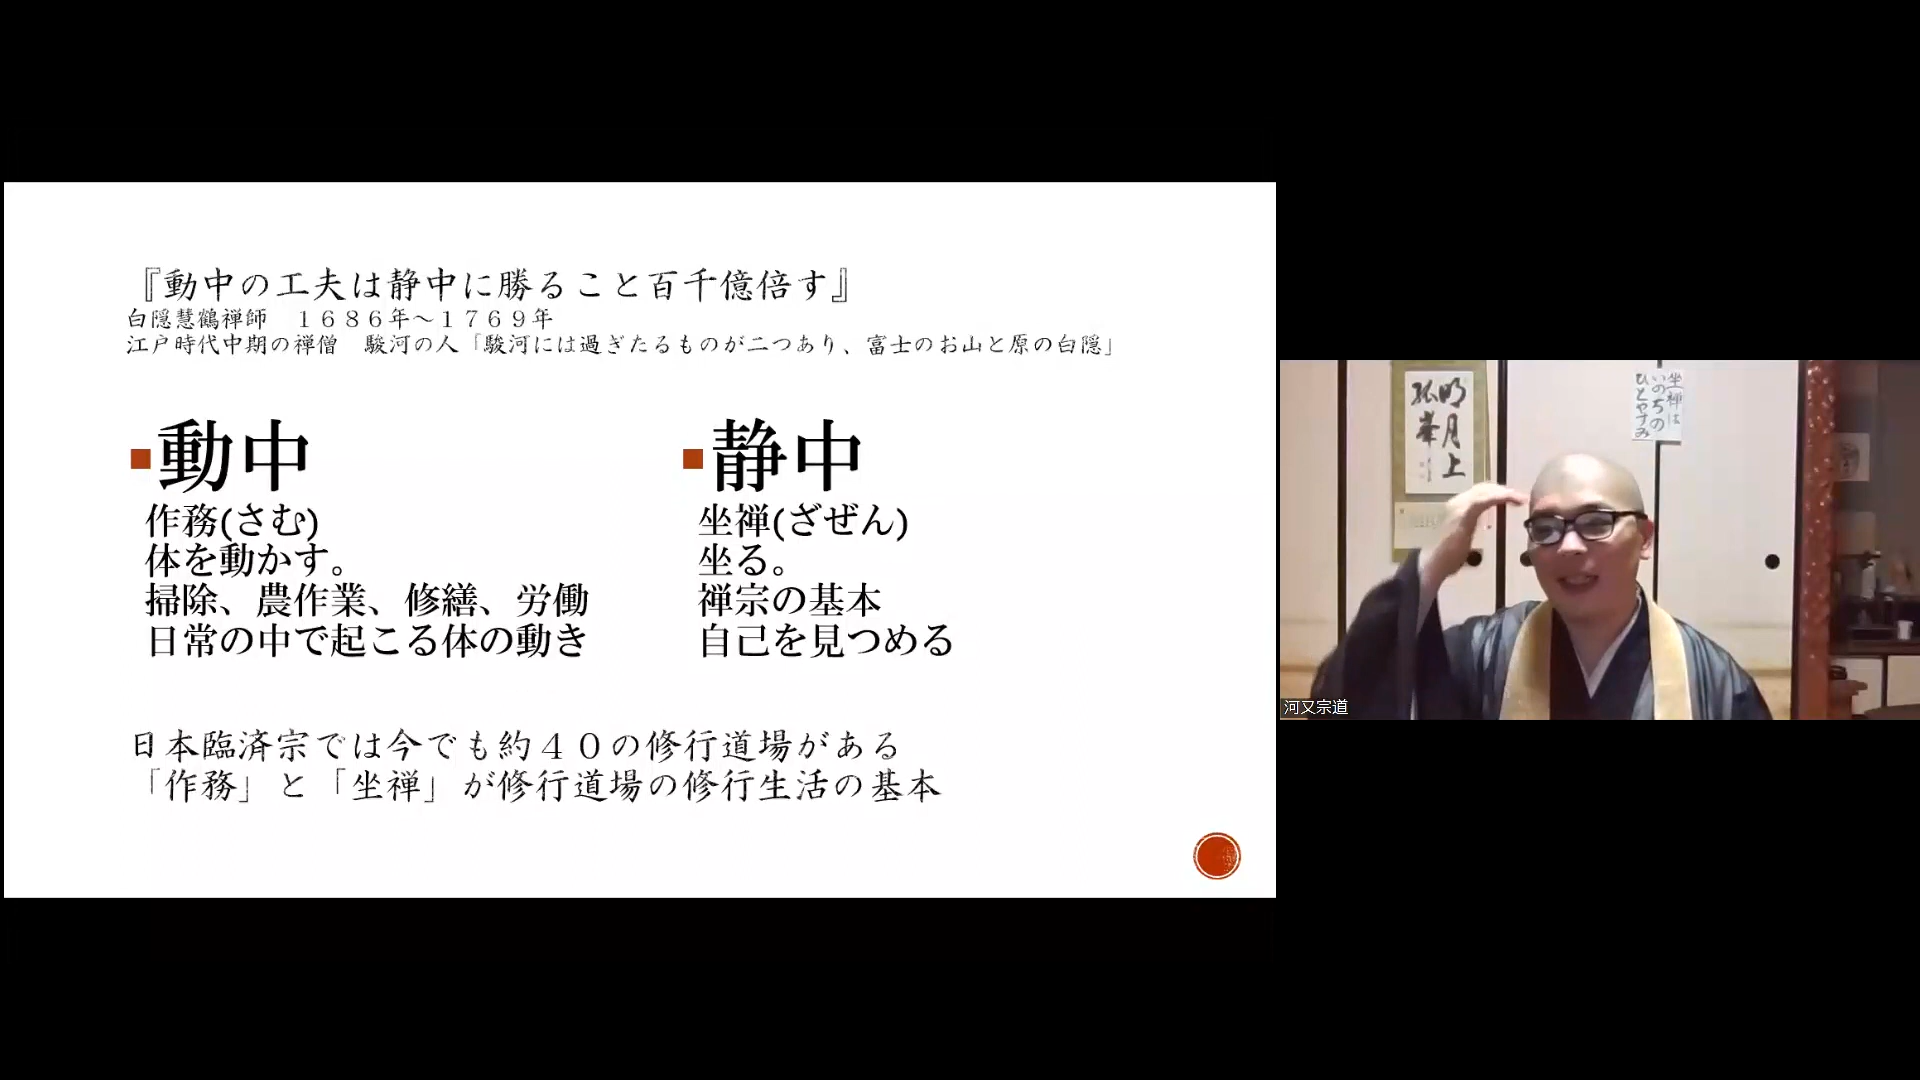 『動中の工夫は静中に勝ること百千億倍す』
白隠慧鶴禅師　１６８６年～１７６９年
江戸時代中期の禅僧　駿河の人「駿河には過ぎたるものが二つあり、富士のお山と原の白隠」
動中
作務(さむ)
体を動かす。
掃除、農作業、修繕、労働
日常の中で起こる体の動き
静中
坐禅(ざぜん)
坐る。
禅宗の基本
自己を見つめる
日本臨済宗では今でも約４０の修行道場がある
「作務」と「坐禅」が修行道場の修行生活の基本
明月上
孤峯
坐禅は
いのちの
ひとやすみ
河又宗道